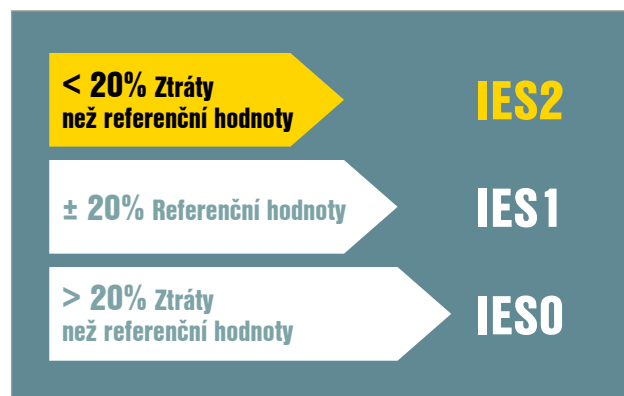 < 20% Ztráty
než referenční hodnoty
IES2
± 20% Referenční hodnoty
IES1
> 20% Ztráty
než referenční hodnoty
IES0